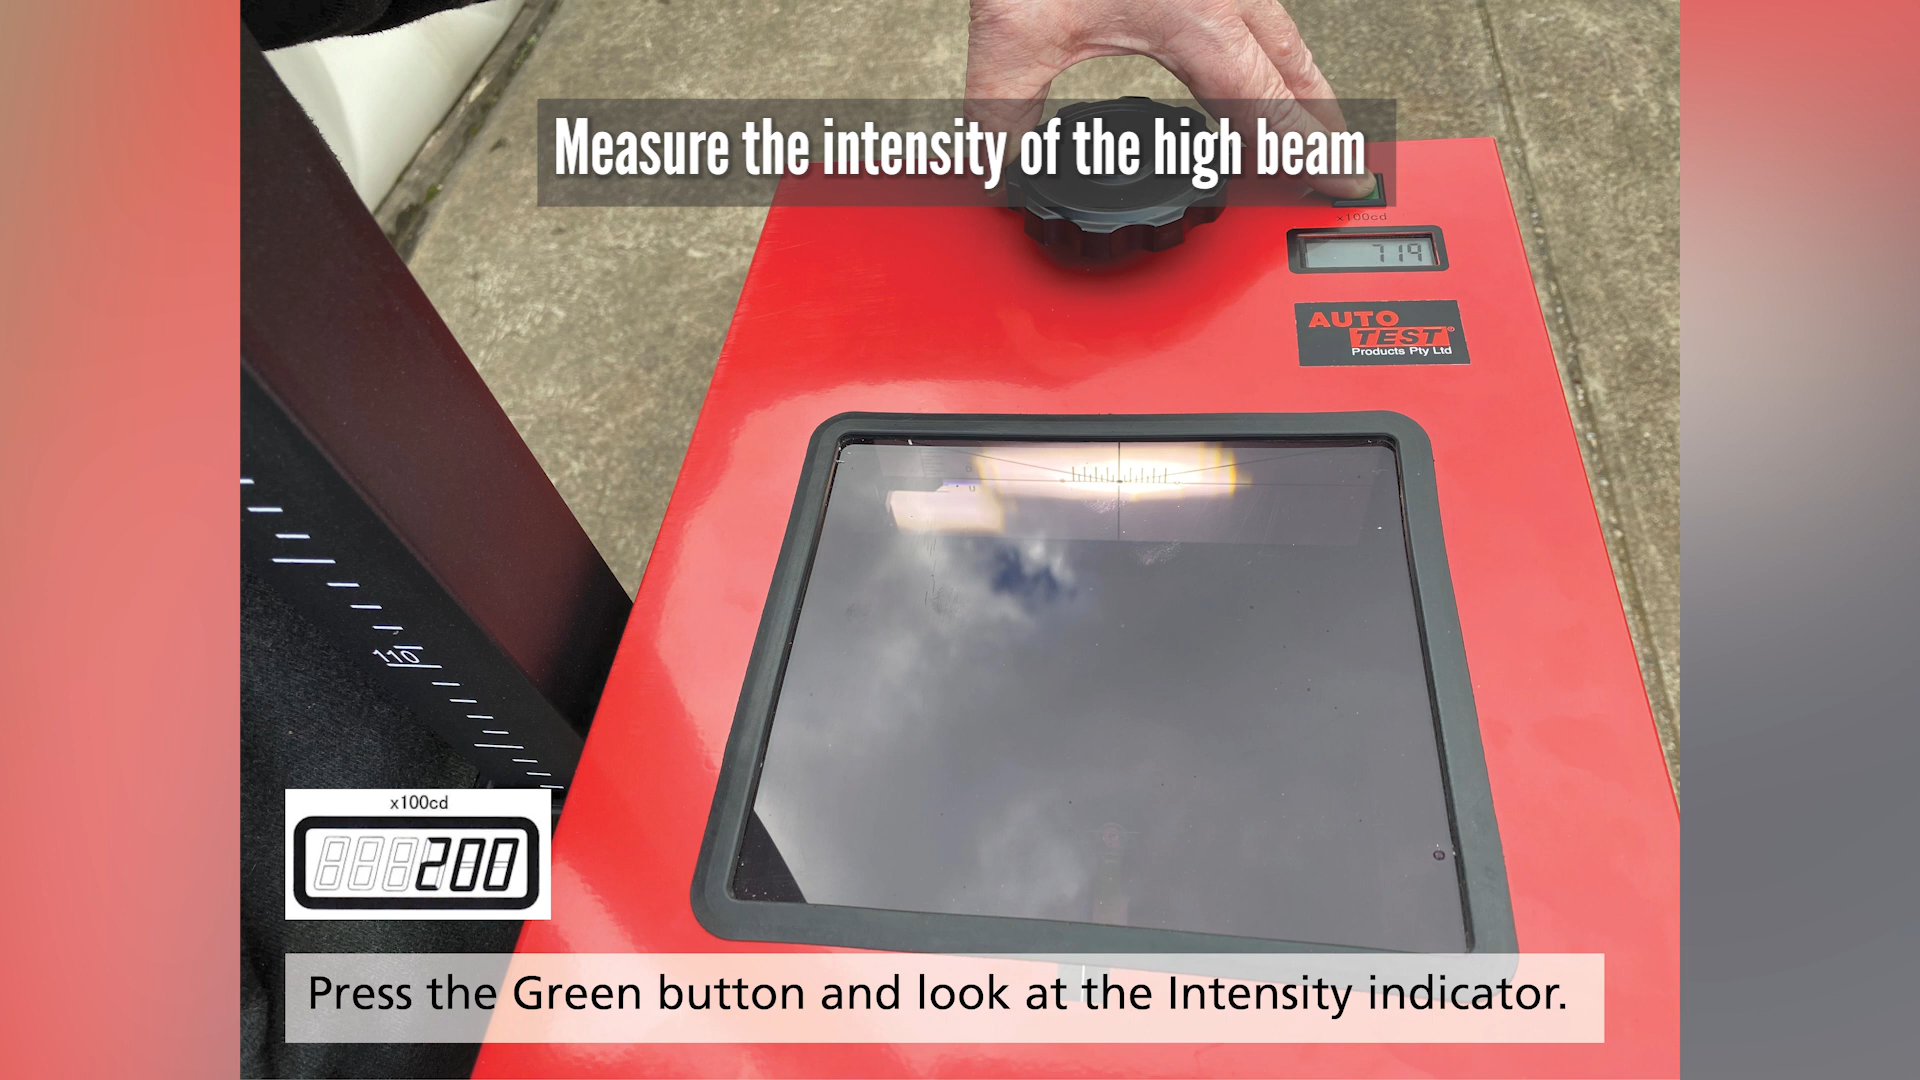 Measure the intensity of the high beam
x100cd
719
AUTO
TEST®
Products Pty Ltd
110
x100cd
200
Press the Green button and look at the Intensity indicator.